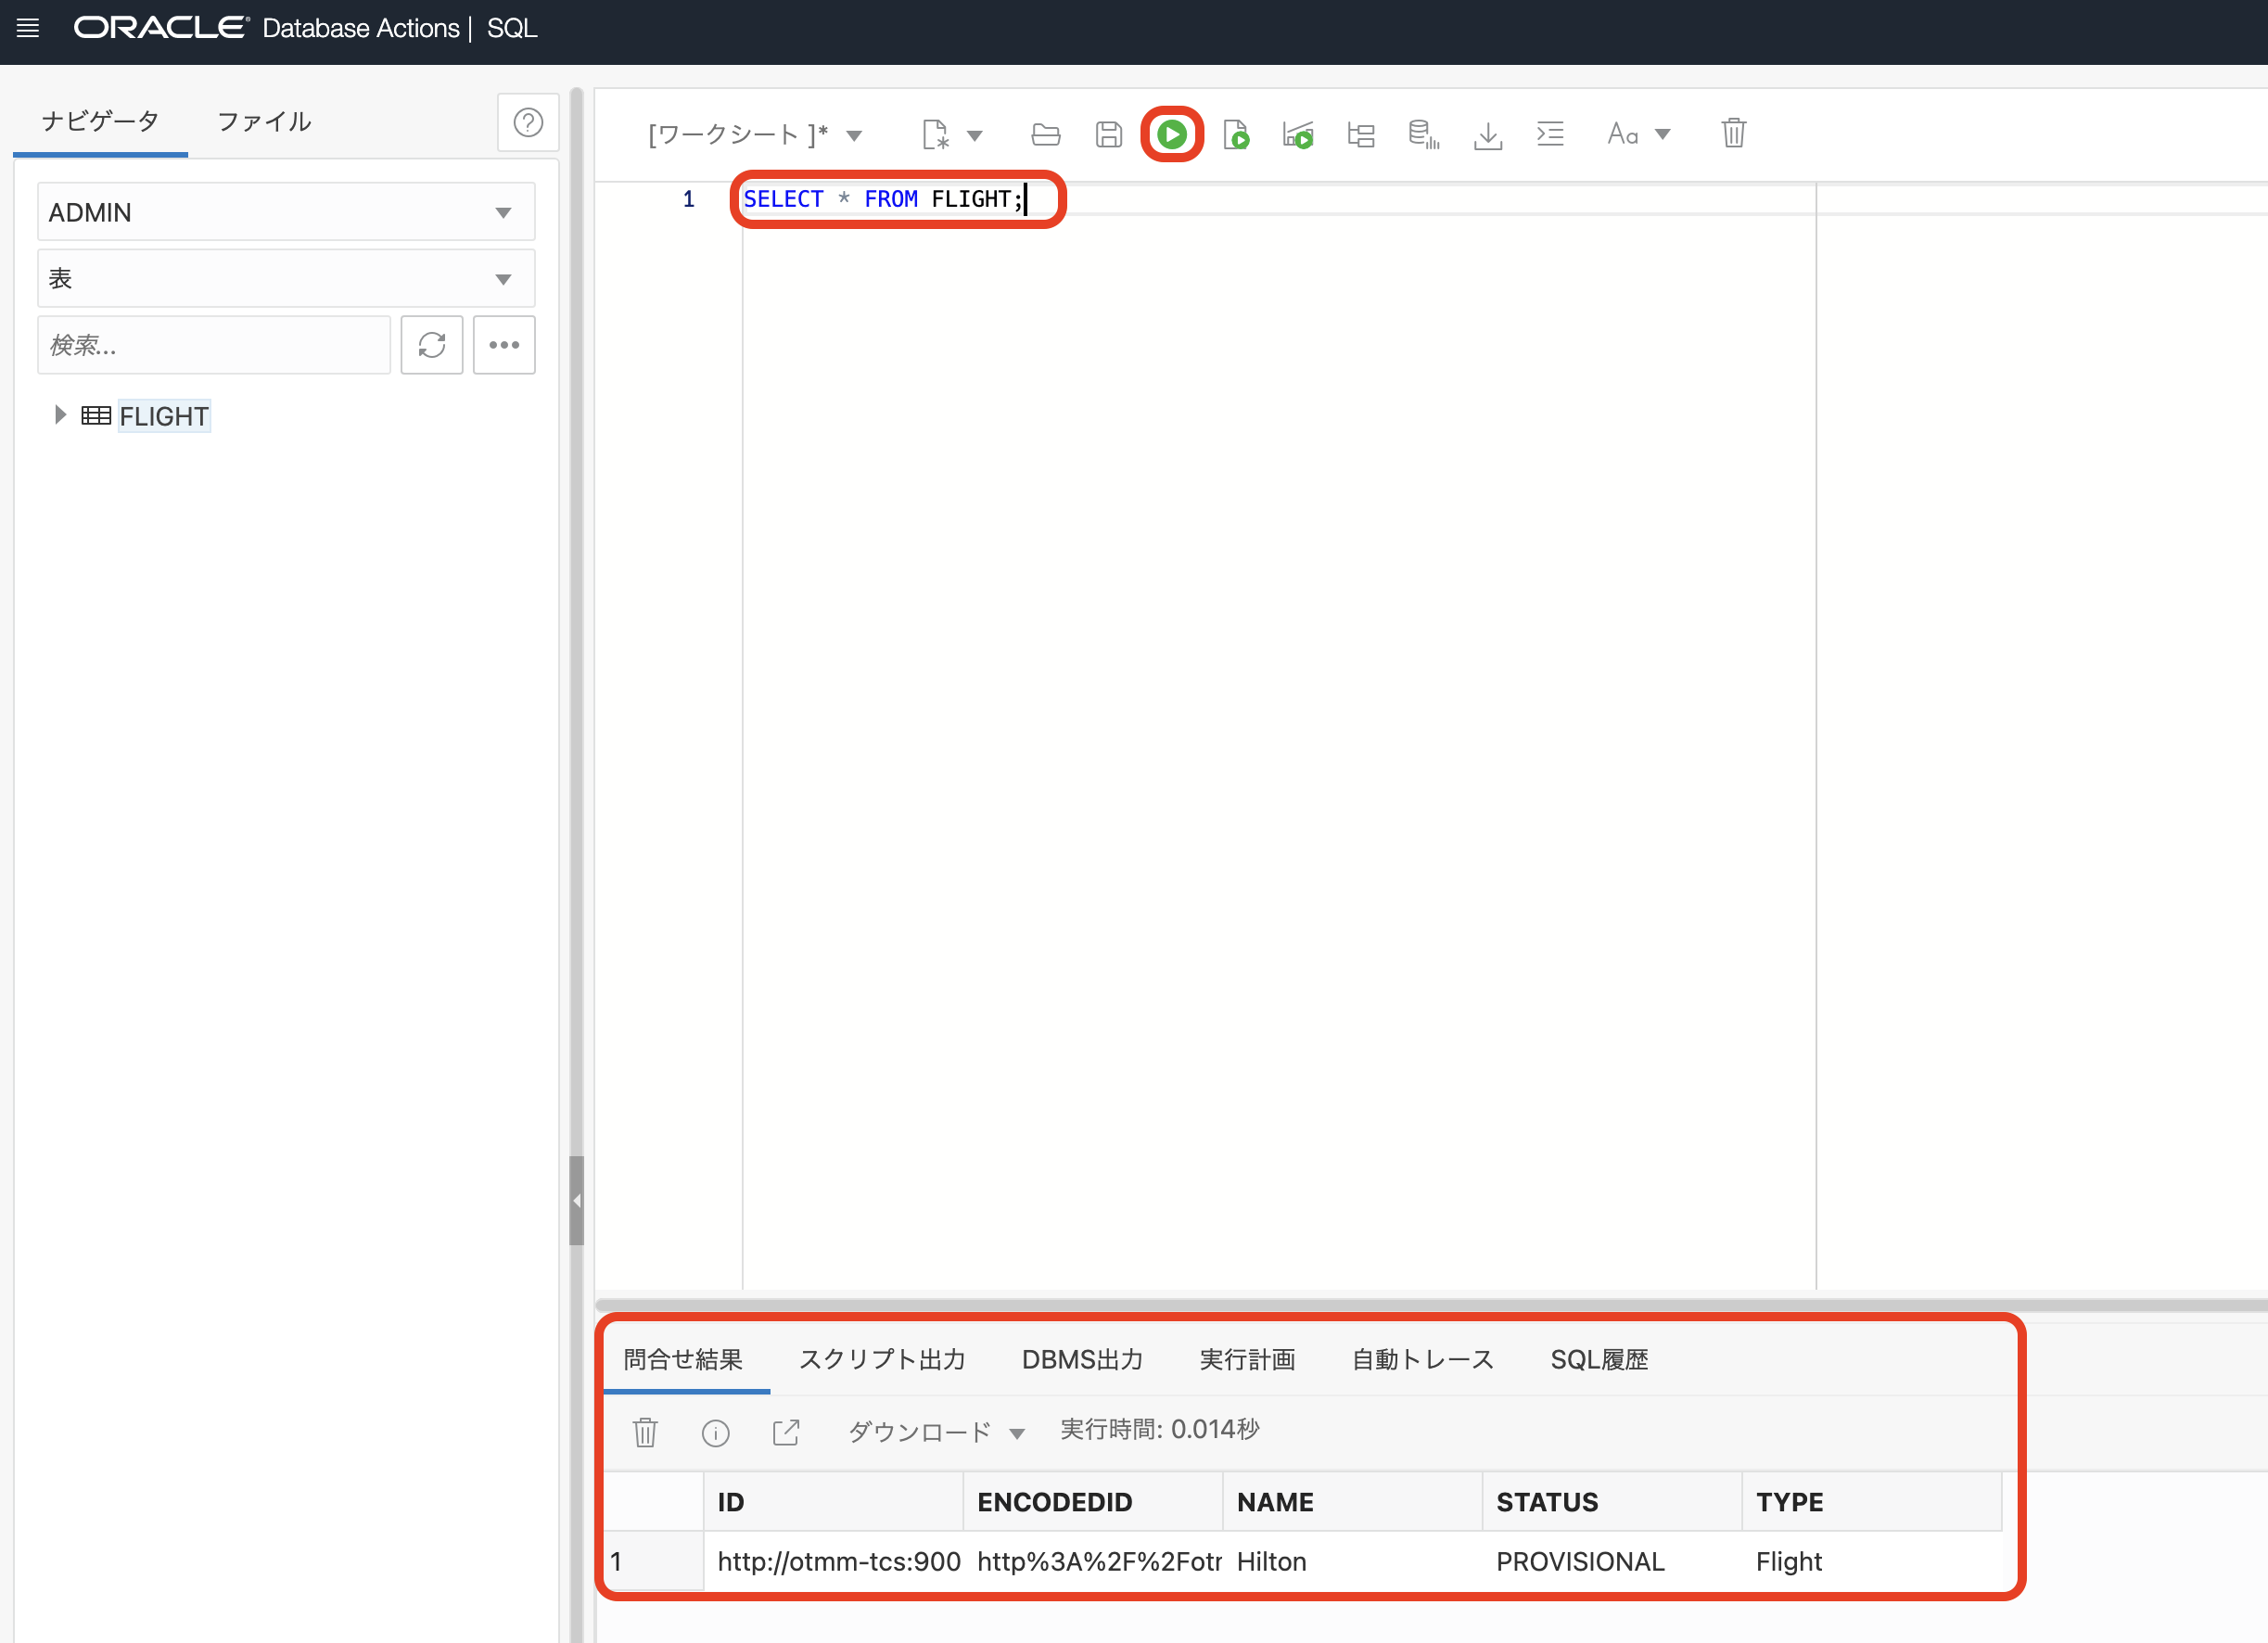 ORACLE Database Actions | SQL
ナビゲータ ファイル
ADMIN
表
検索...
FLIGHT
[ワークシート ]*
Aa
1 SELECT * FROM FLIGHT;
問合せ結果 スクリプト出力 DBMS出力 実行計画 自動トレース SQL履歴
ダウンロード 実行時間: 0.014秒
ID ENCODEDID NAME STATUS TYPE
1 http://otmm-tcs:900 http%3A%2F%2Fotr Hilton PROVISIONAL Flight